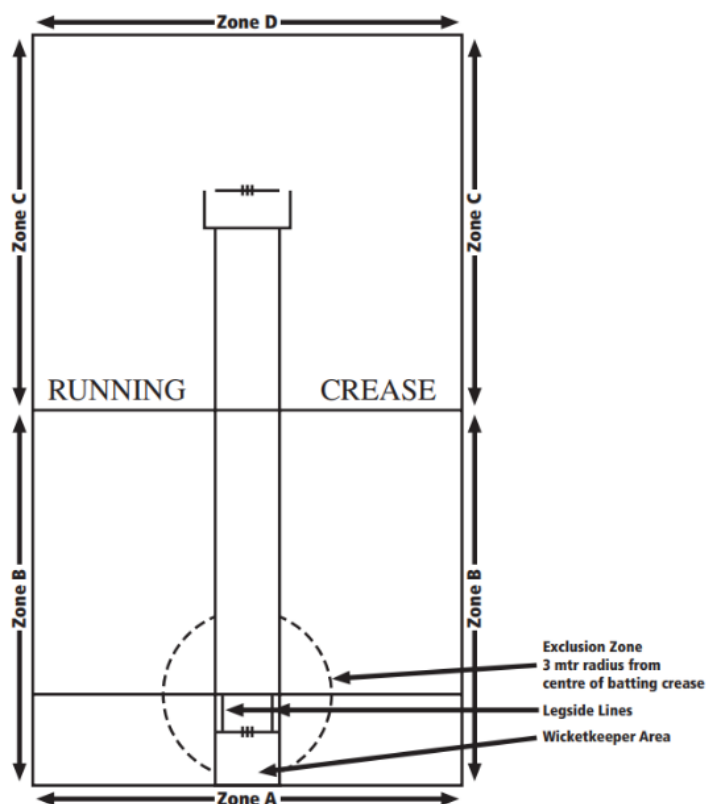 Zone D
Zone C
Zone C
RUNNING CREASE
Zone B
Zone B
Exclusion Zone
3 mtr radius from
centre of batting crease
Legside Lines
Wicketkeeper Area
Zone A